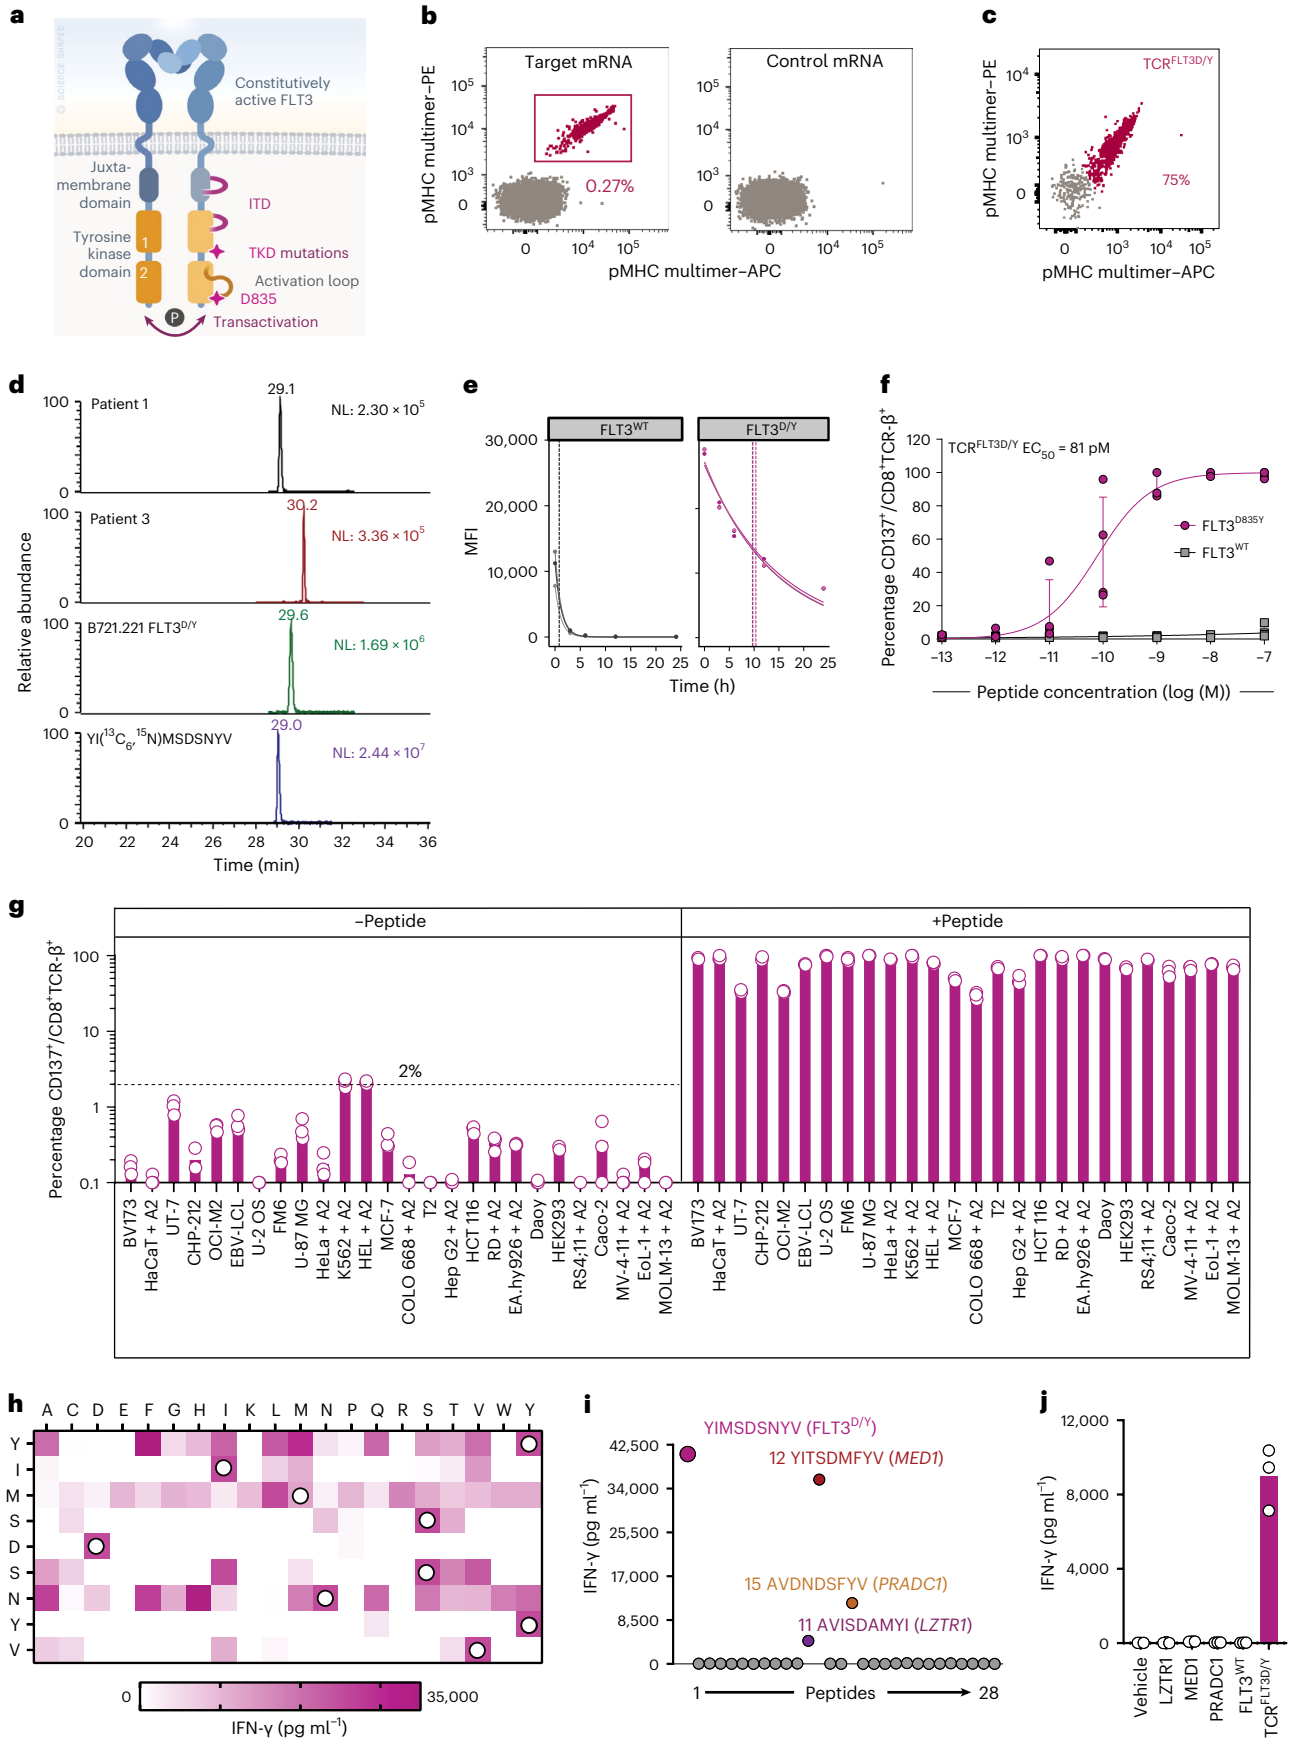 a
© SCIENCE SHAPED
Constitutively
active FLT3
Juxta-
membrane
domain
ITD
Tyrosine
kinase
domain
1
2
TKD mutations
Activation loop
D835
P
Transactivation
b
Target mRNA
Control mRNA
pMHC multimer–PE
10⁵
10⁴
10³
0
0.27%
0
10⁴
10⁵
10⁵
10⁴
10³
0
0
10⁴
10⁵
pMHC multimer–APC
c
TCR^FLT3D/Y
pMHC multimer–PE
10⁴
10³
0
75%
0
10³
10⁴
10⁵
pMHC multimer–APC
d
Relative abundance
100
0
Patient 1
29.1
NL: 2.30 × 10⁵
100
0
Patient 3
30.2
NL: 3.36 × 10⁵
100
0
B721.221 FLT3^D/Y
29.6
NL: 1.69 × 10⁶
100
0
YI(¹³C₆,¹⁵N)MSDSNYV
29.0
NL: 2.44 × 10⁷
20 22 24 26 28 30 32 34 36
Time (min)
e
FLT3^WT
FLT3^D/Y
MFI
30,000
20,000
10,000
0
0 5 10 15 20 25
0 5 10 15 20 25
Time (h)
f
Percentage CD137⁺/CD8⁺TCR-β⁺
120
100
80
60
40
20
0
TCR^FLT3D/Y EC₅₀ = 81 pM
FLT3^D835Y
FLT3^WT
–13 –12 –11 –10 –9 –8 –7
Peptide concentration (log (M))
g
–Peptide
+Peptide
Percentage CD137⁺/CD8⁺TCR-β⁺
100
10
1
0.1
2%
BV173
HaCaT + A2
UT-7
CHP-212
OCI-M2
EBV-LCL
U-2 OS
FM6
U-87 MG
HeLa + A2
K562 + A2
HEL + A2
MCF-7
COLO 668 + A2
T2
Hep G2 + A2
HCT 116
RD + A2
EA.hy926 + A2
Daoy
HEK293
RS4;11 + A2
Caco-2
MV-4-11 + A2
EoL-1 + A2
MOLM-13 + A2
BV173
HaCaT + A2
UT-7
CHP-212
OCI-M2
EBV-LCL
U-2 OS
FM6
U-87 MG
HeLa + A2
K562 + A2
HEL + A2
MCF-7
COLO 668 + A2
T2
Hep G2 + A2
HCT 116
RD + A2
EA.hy926 + A2
Daoy
HEK293
RS4;11 + A2
Caco-2
MV-4-11 + A2
EoL-1 + A2
MOLM-13 + A2
h
A C D E F G H I K L M N P Q R S T V W Y
Y
I
M
S
D
S
N
Y
V
0
35,000
IFN-γ (pg ml⁻¹)
i
IFN-γ (pg ml⁻¹)
42,500
34,000
25,500
17,000
8,500
0
YIMSDSNYV (FLT3^D/Y)
12 YITSDMFYV (MED1)
15 AVDNDSFYV (PRADC1)
11 AVISDAMYI (LZTR1)
1
Peptides
28
j
IFN-γ (pg ml⁻¹)
12,000
8,000
4,000
0
Vehicle
LZTR1
MED1
PRADC1
FLT3^WT
TCR^FLT3D/Y